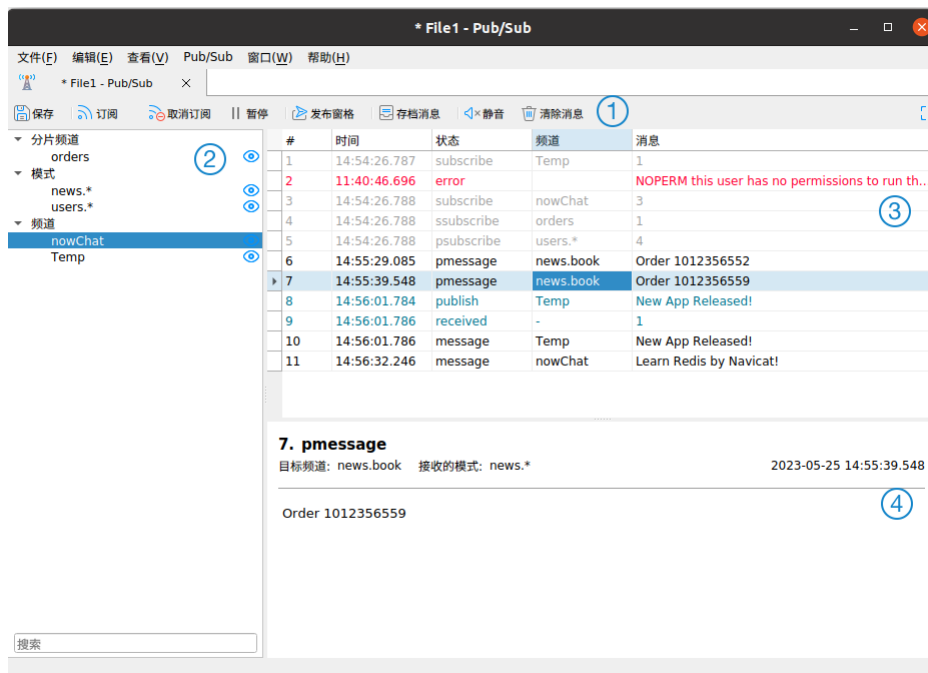 * File1 - Pub/Sub
文件(F) 编辑(E) 查看(V) Pub/Sub 窗口(W) 帮助(H)
* File1 - Pub/Sub
保存 订阅 取消订阅 暂停 发布窗格 存档消息 静音 清除消息 1
分片频道
orders
2
模式
news.*
users.*
频道
nowChat
Temp
搜索
# 时间 状态 频道 消息
1 14:54:26.787 subscribe Temp 1
2 11:40:46.696 error NOPERM this user has no permissions to run th...
3 14:54:26.788 subscribe nowChat 3
3
4 14:54:26.788 ssubscribe orders 1
5 14:54:26.788 psubscribe users.* 4
6 14:55:29.085 pmessage news.book Order 1012356552
7 14:55:39.548 pmessage news.book Order 1012356559
8 14:56:01.784 publish Temp New App Released!
9 14:56:01.786 received - 1
10 14:56:01.786 message Temp New App Released!
11 14:56:32.246 message nowChat Learn Redis by Navicat!
7. pmessage
目标频道: news.book 接收的模式: news.* 2023-05-25 14:55:39.548
4
Order 1012356559